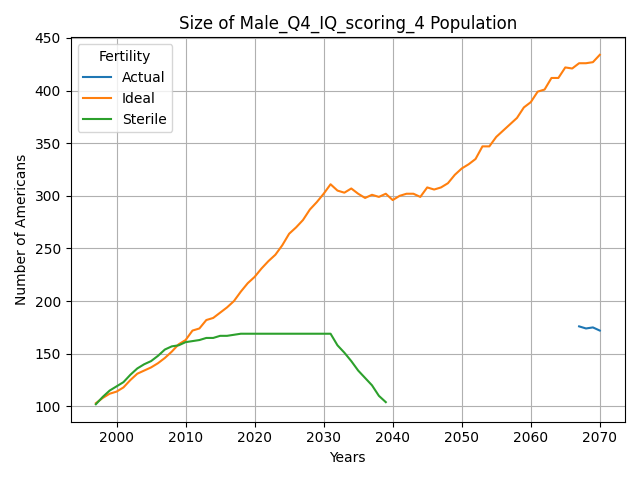 Size of Male_Q4_IQ_scoring_4 Population
Fertility
Actual
Ideal
Sterile
Number of Americans
450
400
350
300
250
200
150
100
2000 2010 2020 2030 2040 2050 2060 2070
Years